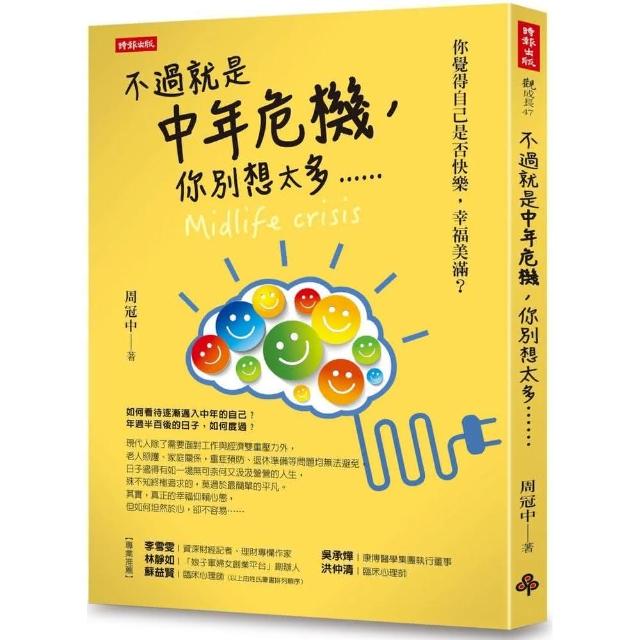 時報出版
不過就是
中年危機，
你別想太多……
Midlife crisis
你覺得自己是否快樂，幸福美滿？
周冠中——著
如何看待逐漸邁入中年的自己？
年過半百後的日子，如何度過？
現代人除了需要面對工作與經濟雙重壓力外，
老人照護、家庭關係，重症預防、退休準備等問題均無法避免，
日子過得有如一場無可奈何又汲汲營營的人生，
殊不知終極追求的，莫過於最簡單的平凡。
其實，真正的幸福仰賴心態，
但如何坦然於心，卻不容易……
【專業推薦】
李雪雯｜資深財經記者、理財專欄作家
吳承燁｜康博醫學集團執行董事
林靜如｜「娘子軍婦女創業平台」創辦人
洪仲清｜臨床心理師
蘇益賢｜臨床心理師（以上由姓氏筆畫排列順序）
時報出版
觀成長 47
不過就是中年危機，你別想太多……
周冠中——著